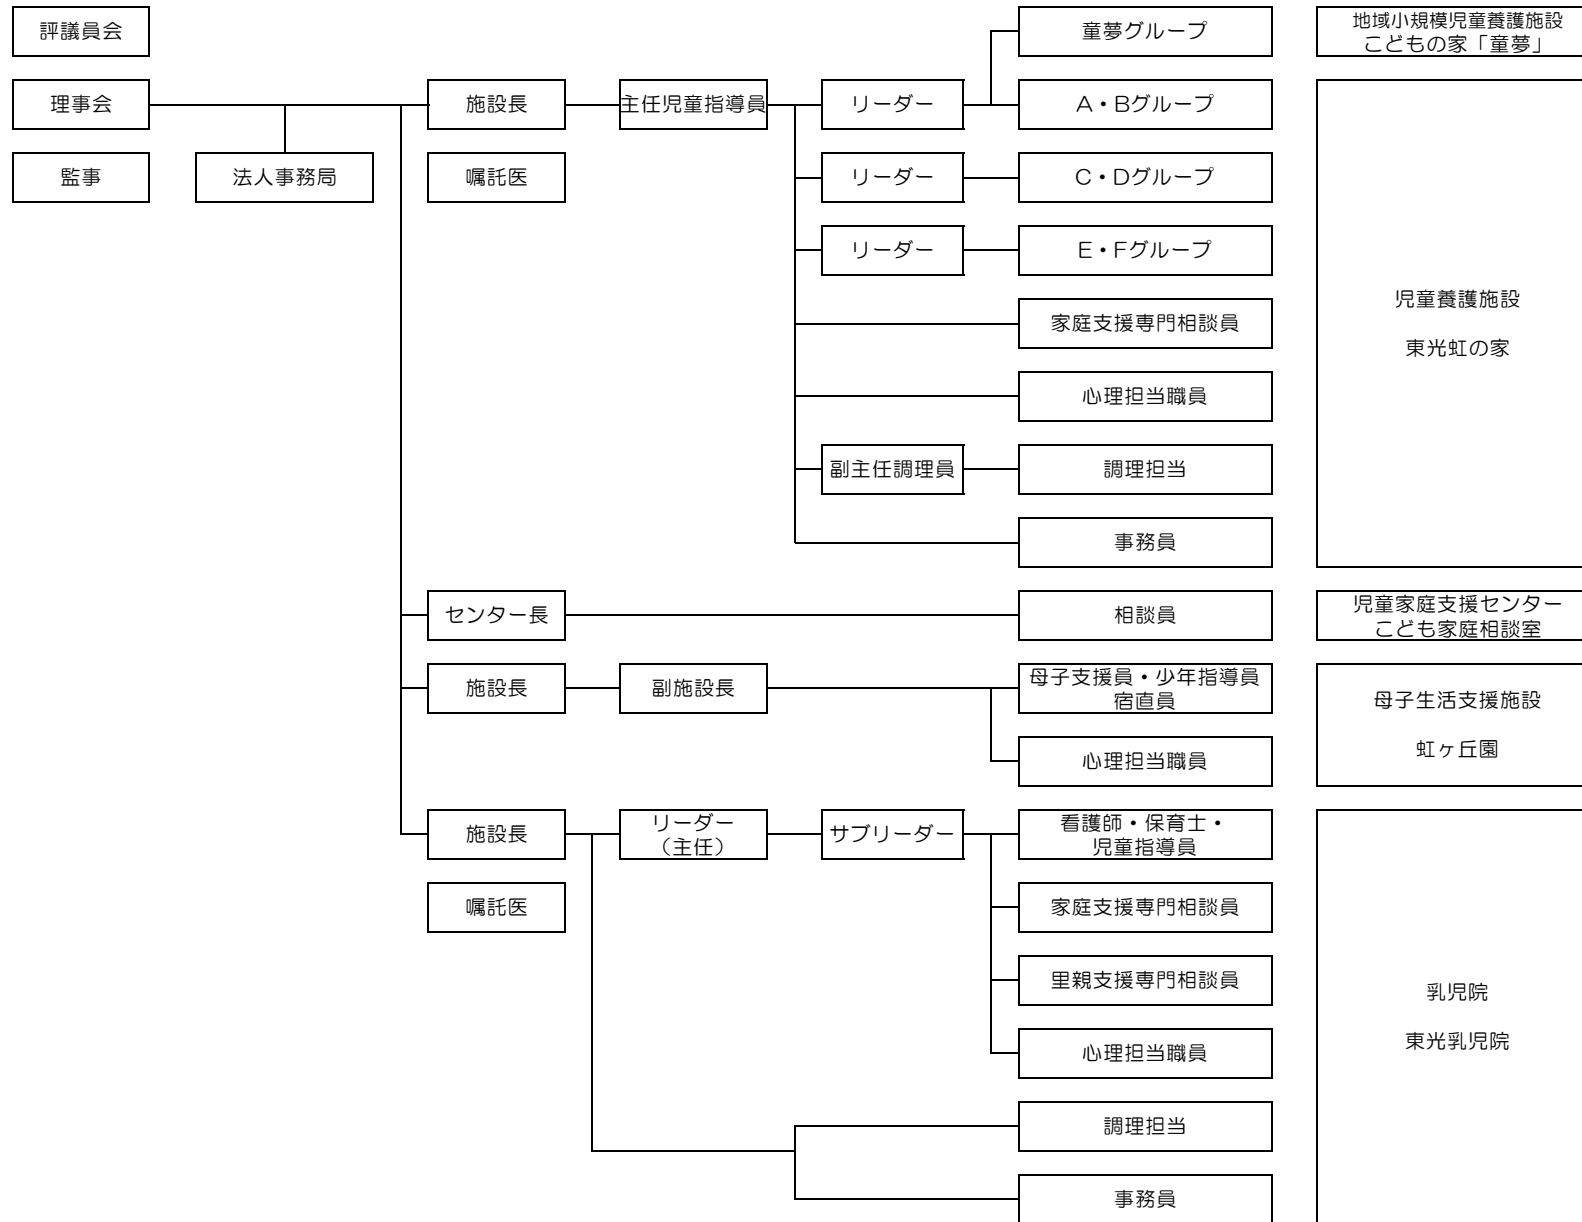 評議員会
童夢グループ
地域小規模児童養護施設
こどもの家「童夢」
理事会
施設長
主任児童指導員
リーダー
A・Bグループ
監事
法人事務局
嘱託医
リーダー
C・Dグループ
リーダー
E・Fグループ
家庭支援専門相談員
心理担当職員
副主任調理員
調理担当
事務員
児童養護施設
東光虹の家
センター長
相談員
児童家庭支援センター
こども家庭相談室
施設長
副施設長
母子支援員・少年指導員
宿直員
心理担当職員
母子生活支援施設
虹ヶ丘園
施設長
リーダー
（主任）
サブリーダー
看護師・保育士・
児童指導員
嘱託医
家庭支援専門相談員
里親支援専門相談員
心理担当職員
調理担当
事務員
乳児院
東光乳児院